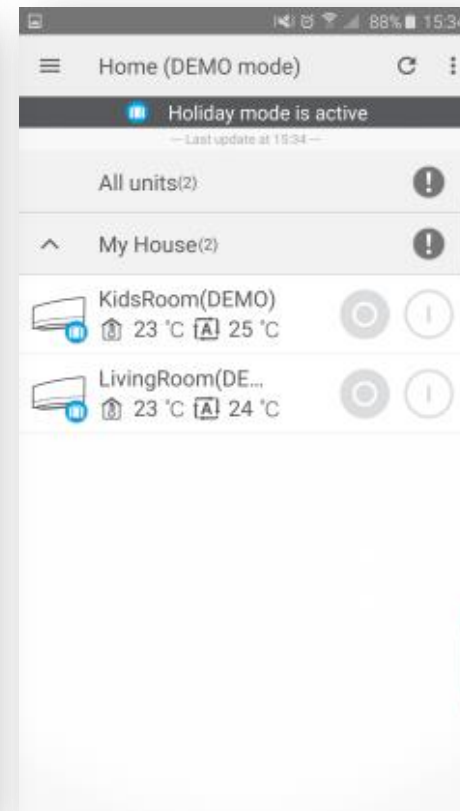 88% 15:34
Home (DEMO mode)
Holiday mode is active
— Last update at 15:34 —
All units(2)
My House(2)
KidsRoom(DEMO)
23 °C A 25 °C
LivingRoom(DE...
23 °C A 24 °C